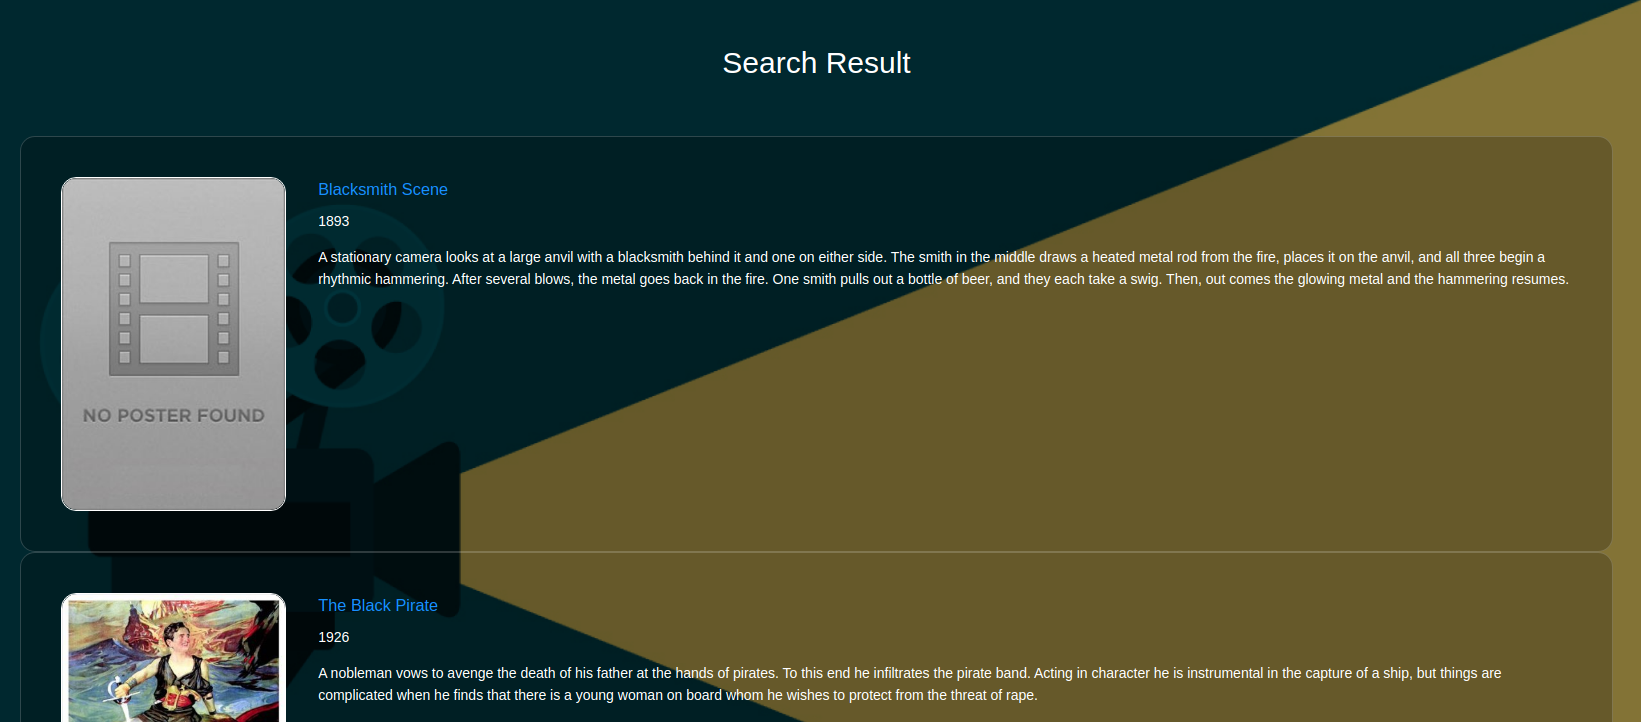 Search Result
Blacksmith Scene
1893
A stationary camera looks at a large anvil with a blacksmith behind it and one on either side. The smith in the middle draws a heated metal rod from the fire, places it on the anvil, and all three begin a
rhythmic hammering. After several blows, the metal goes back in the fire. One smith pulls out a bottle of beer, and they each take a swig. Then, out comes the glowing metal and the hammering resumes.
NO POSTER FOUND
The Black Pirate
1926
A nobleman vows to avenge the death of his father at the hands of pirates. To this end he infiltrates the pirate band. Acting in character he is instrumental in the capture of a ship, but things are
complicated when he finds that there is a young woman on board whom he wishes to protect from the threat of rape.